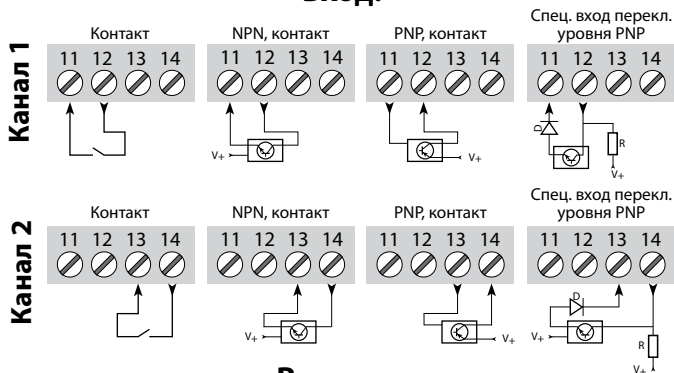 Вход:
Канал 1
Контакт
11 12 13 14
NPN, контакт
11 12 13 14
V+
PNP, контакт
11 12 13 14
V+
Спец. вход перекл.
уровня PNP
11 12 13 14
D
R
V+
Канал 2
Контакт
11 12 13 14
NPN, контакт
11 12 13 14
V+
PNP, контакт
11 12 13 14
V+
Спец. вход перекл.
уровня PNP
11 12 13 14
D
V+
R
V+